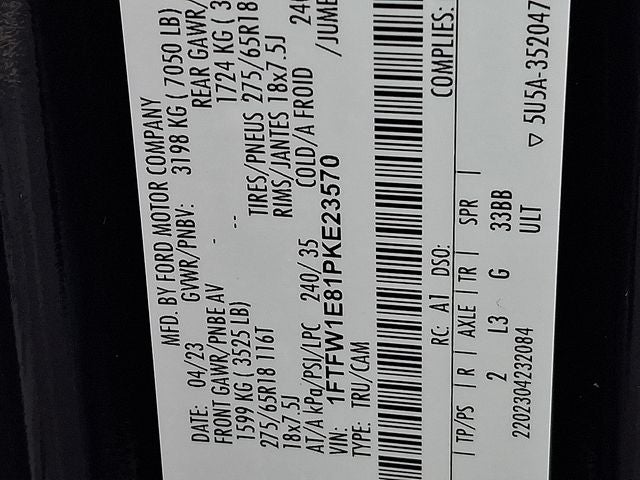 MFD. BY FORD MOTOR COMPANY
DATE: 04/23 GVWR/PNBV: 3198 KG ( 7050 LB)
FRONT GAWR/PNBE AV - REAR GAWR/
1599 KG ( 3525 LB) -- 1724 KG ( 3
275/65R18 116T TIRES/PNEUS 275/65R18
18x7.5J RIMS/JANTES 18x7.5J
AT/A kPa/PSI/LPC 240/ 35 COLD/A FROID 240
VIN: 1FTFW1E81PKE23570 /JUME
TYPE: TRU/CAM
RC: A1 DSO: COMPLIES:
| TP/PS | R | AXLE | TR | SPR |
2 L3 G 33BB
2202304232084 ULT ▽ 5U5A-352047